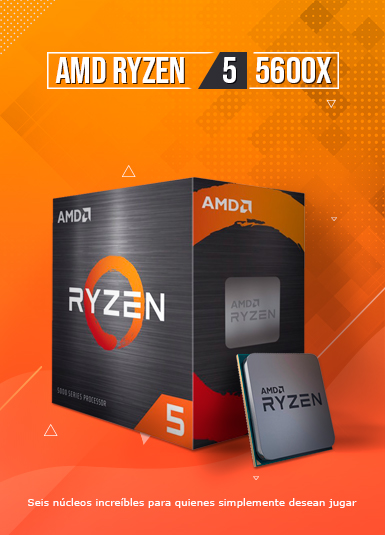 AMD RYZEN 5 5600X
AMD
AMD
RYZEN
AMD
RYZEN
5000 SERIES PROCESSOR
5
AMD
RYZEN
Seis núcleos increíbles para quienes simplemente desean jugar